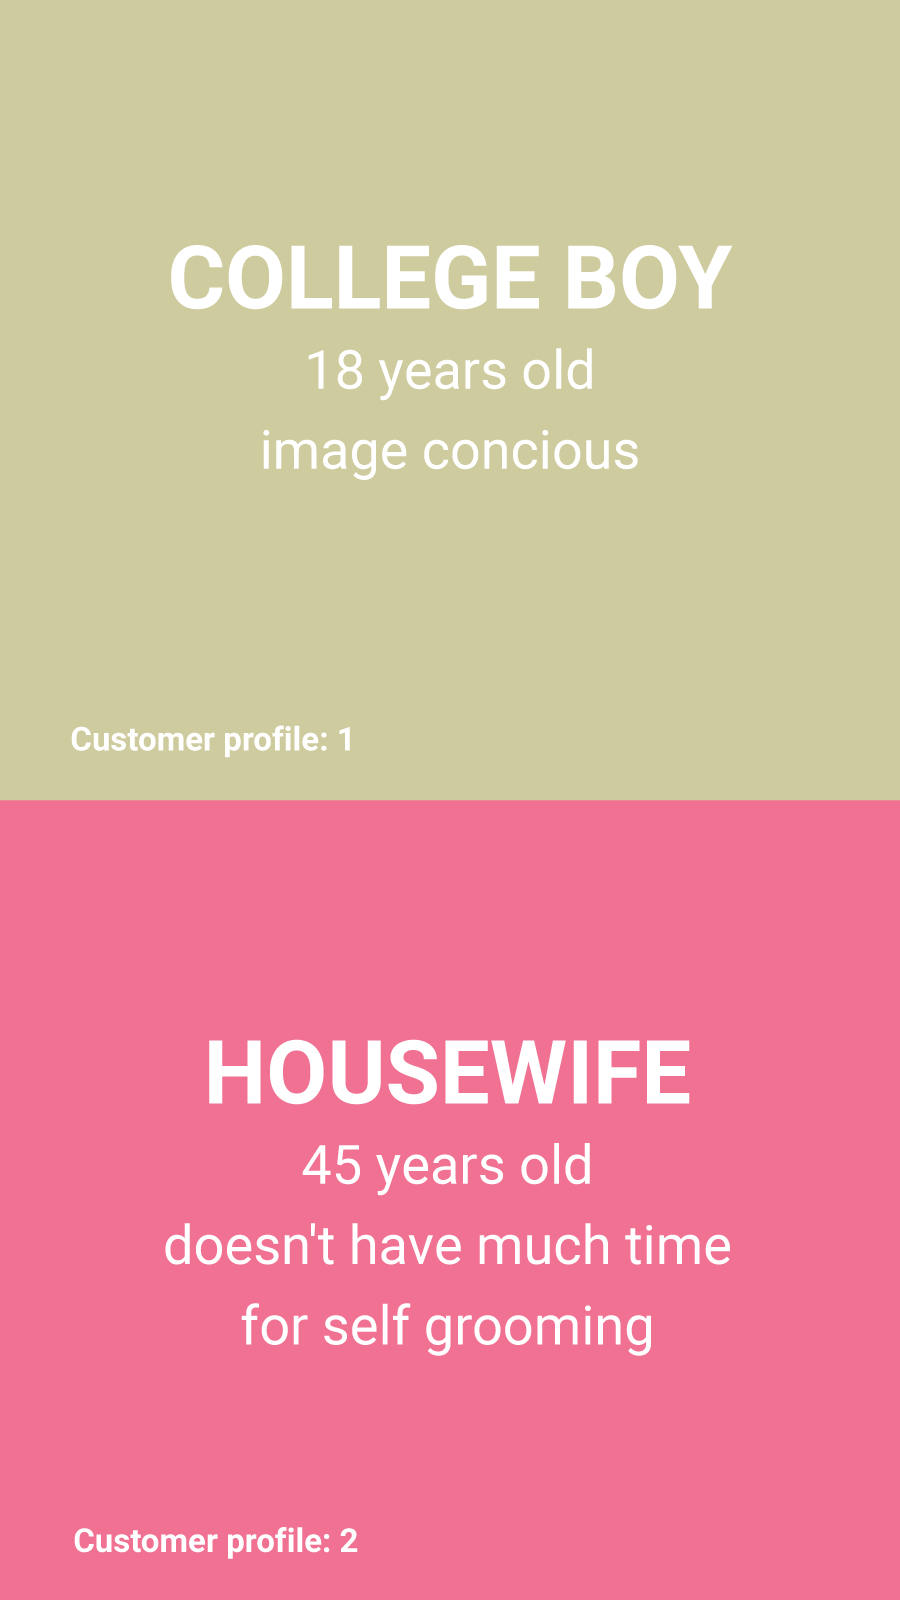 COLLEGE BOY
18 years old
image concious
Customer profile: 1
HOUSEWIFE
45 years old
doesn't have much time
for self grooming
Customer profile: 2